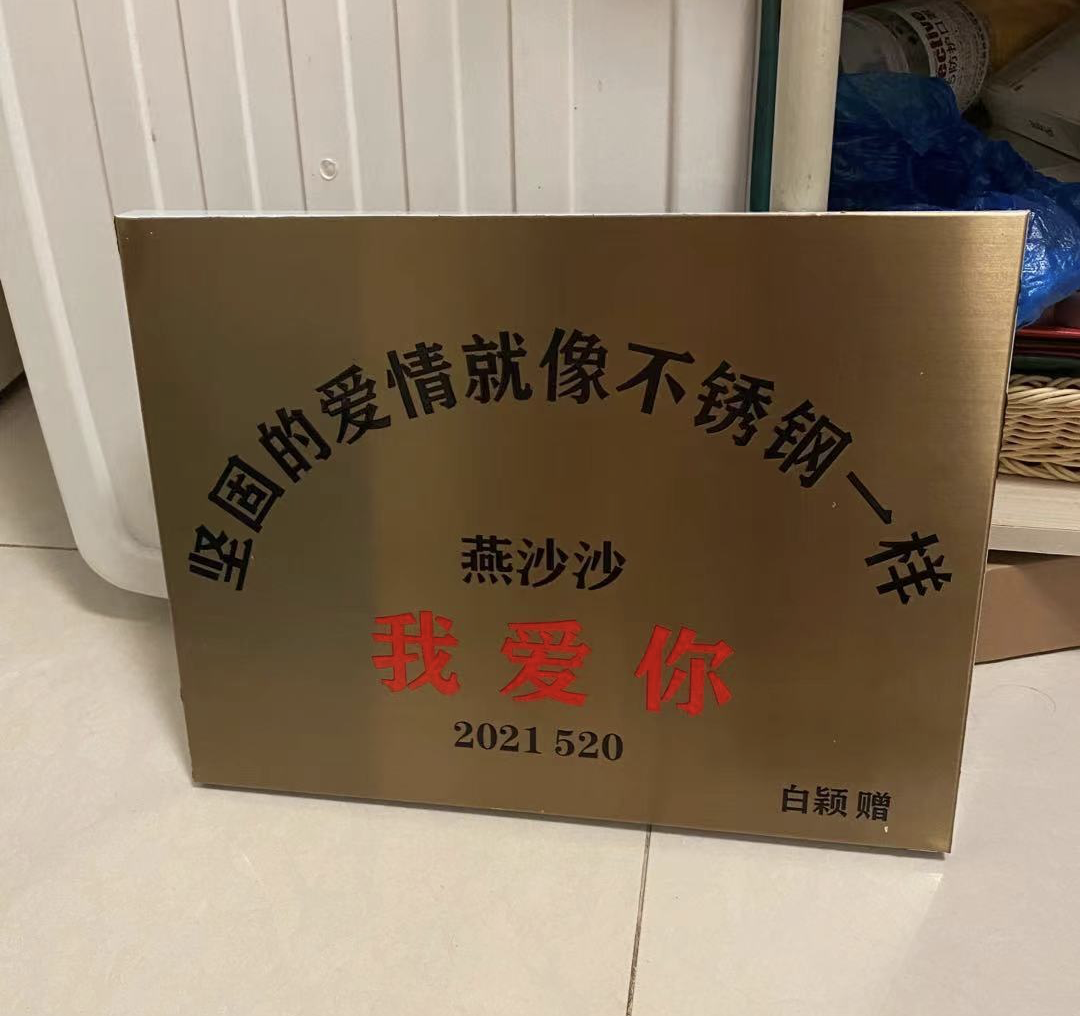 坚固的爱情就像不锈钢一样
燕沙沙
我爱你
2021 520
白颖 赠